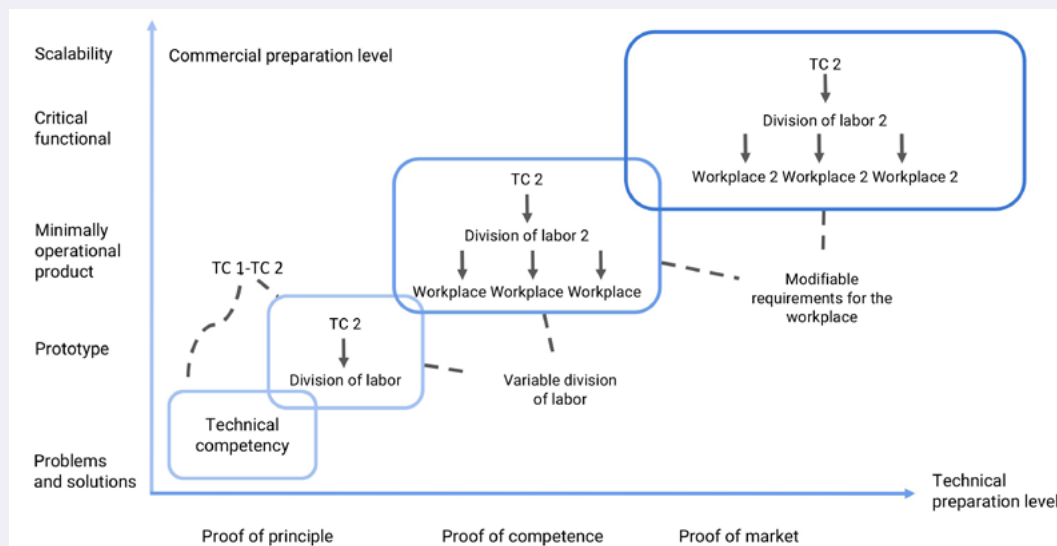 Scalability
Commercial preparation level
TC 2
Critical
functional
Division of labor 2
Workplace 2 Workplace 2 Workplace 2
TC 2
Minimally
operational
product
Division of labor 2
TC 1-TC 2
Workplace Workplace Workplace
Modifiable
requirements for the
workplace
TC 2
Prototype
Division of labor
Variable division
of labor
Technical
competency
Problems
and solutions
Technical
preparation level
Proof of principle
Proof of competence
Proof of market